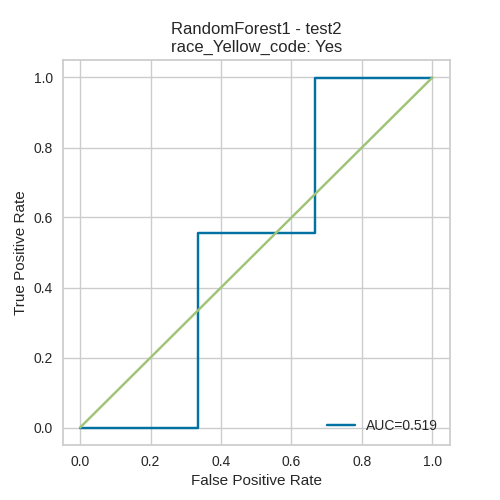 RandomForest1 - test2
race_Yellow_code: Yes
1.0
0.8
0.6
0.4
0.2
0.0
True Positive Rate
AUC=0.519
0.0 0.2 0.4 0.6 0.8 1.0
False Positive Rate